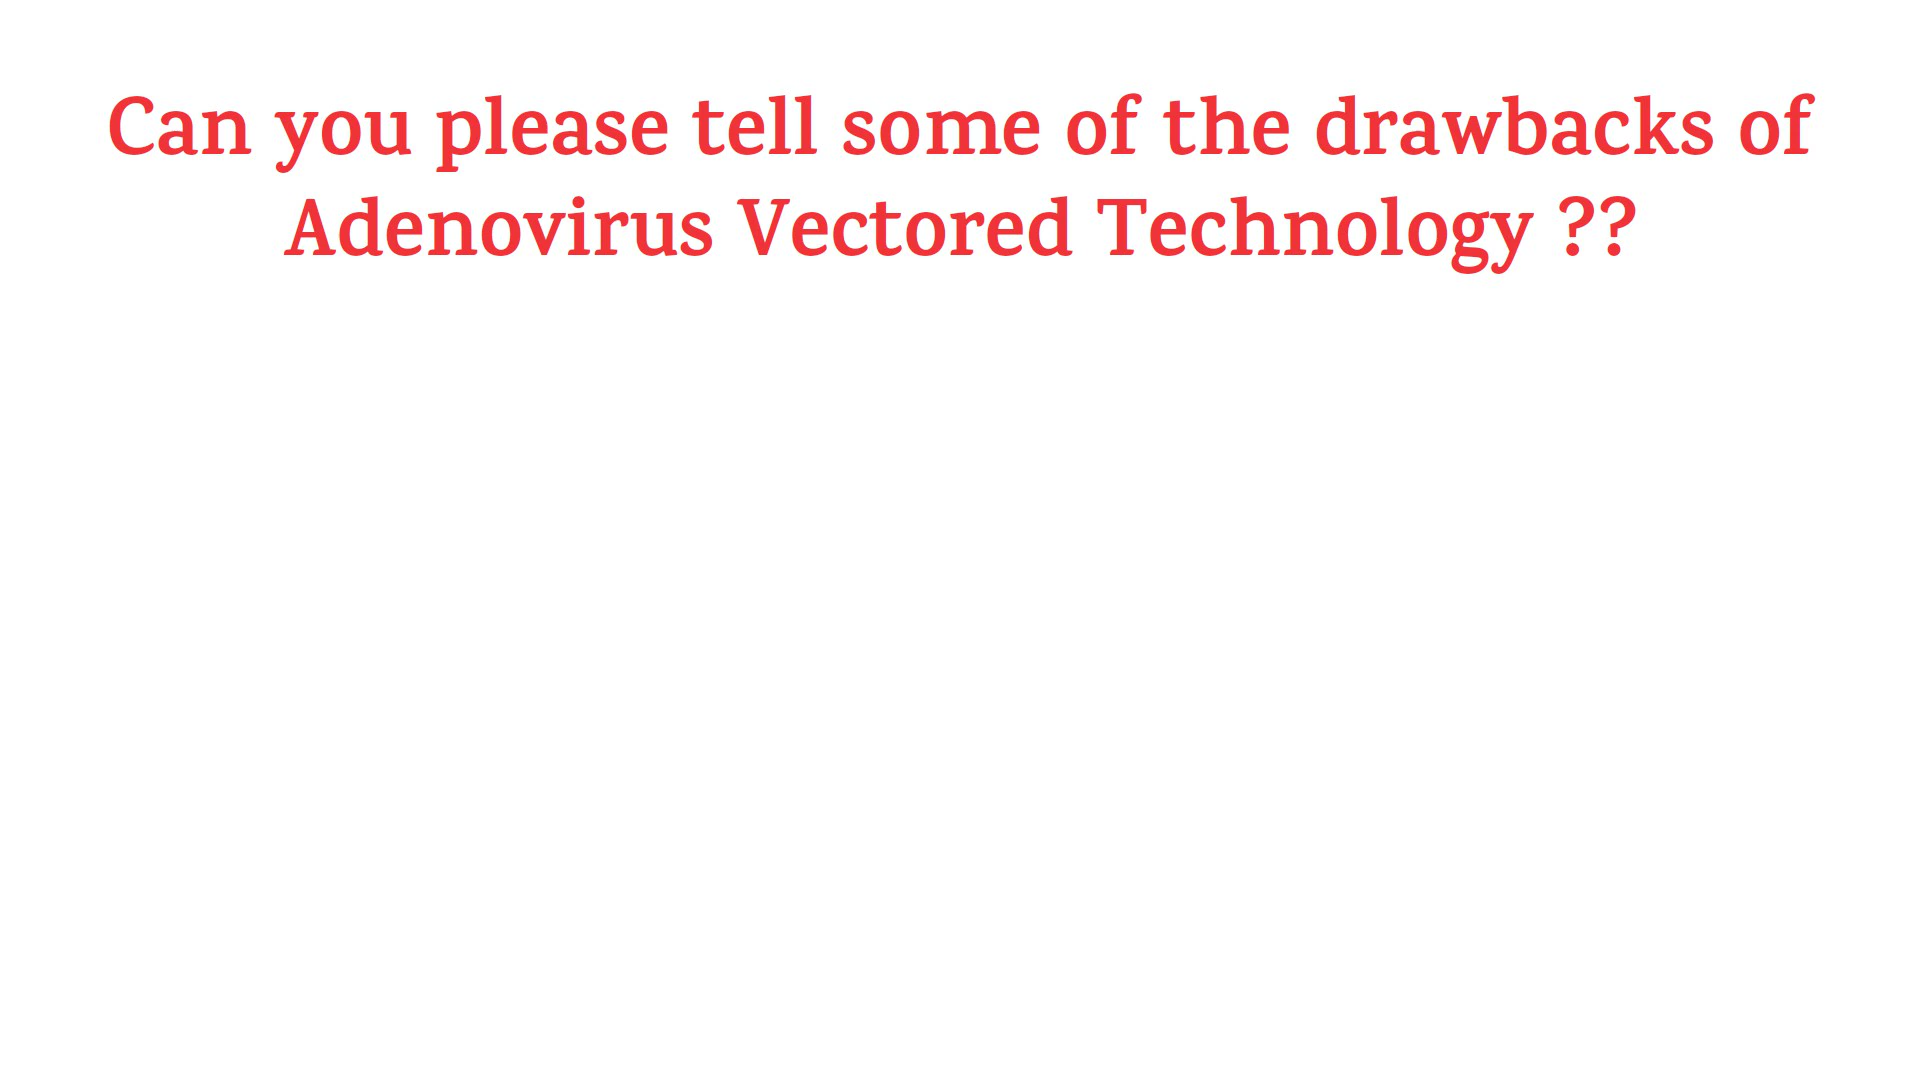 Can you please tell some of the drawbacks of
Adenovirus Vectored Technology ??